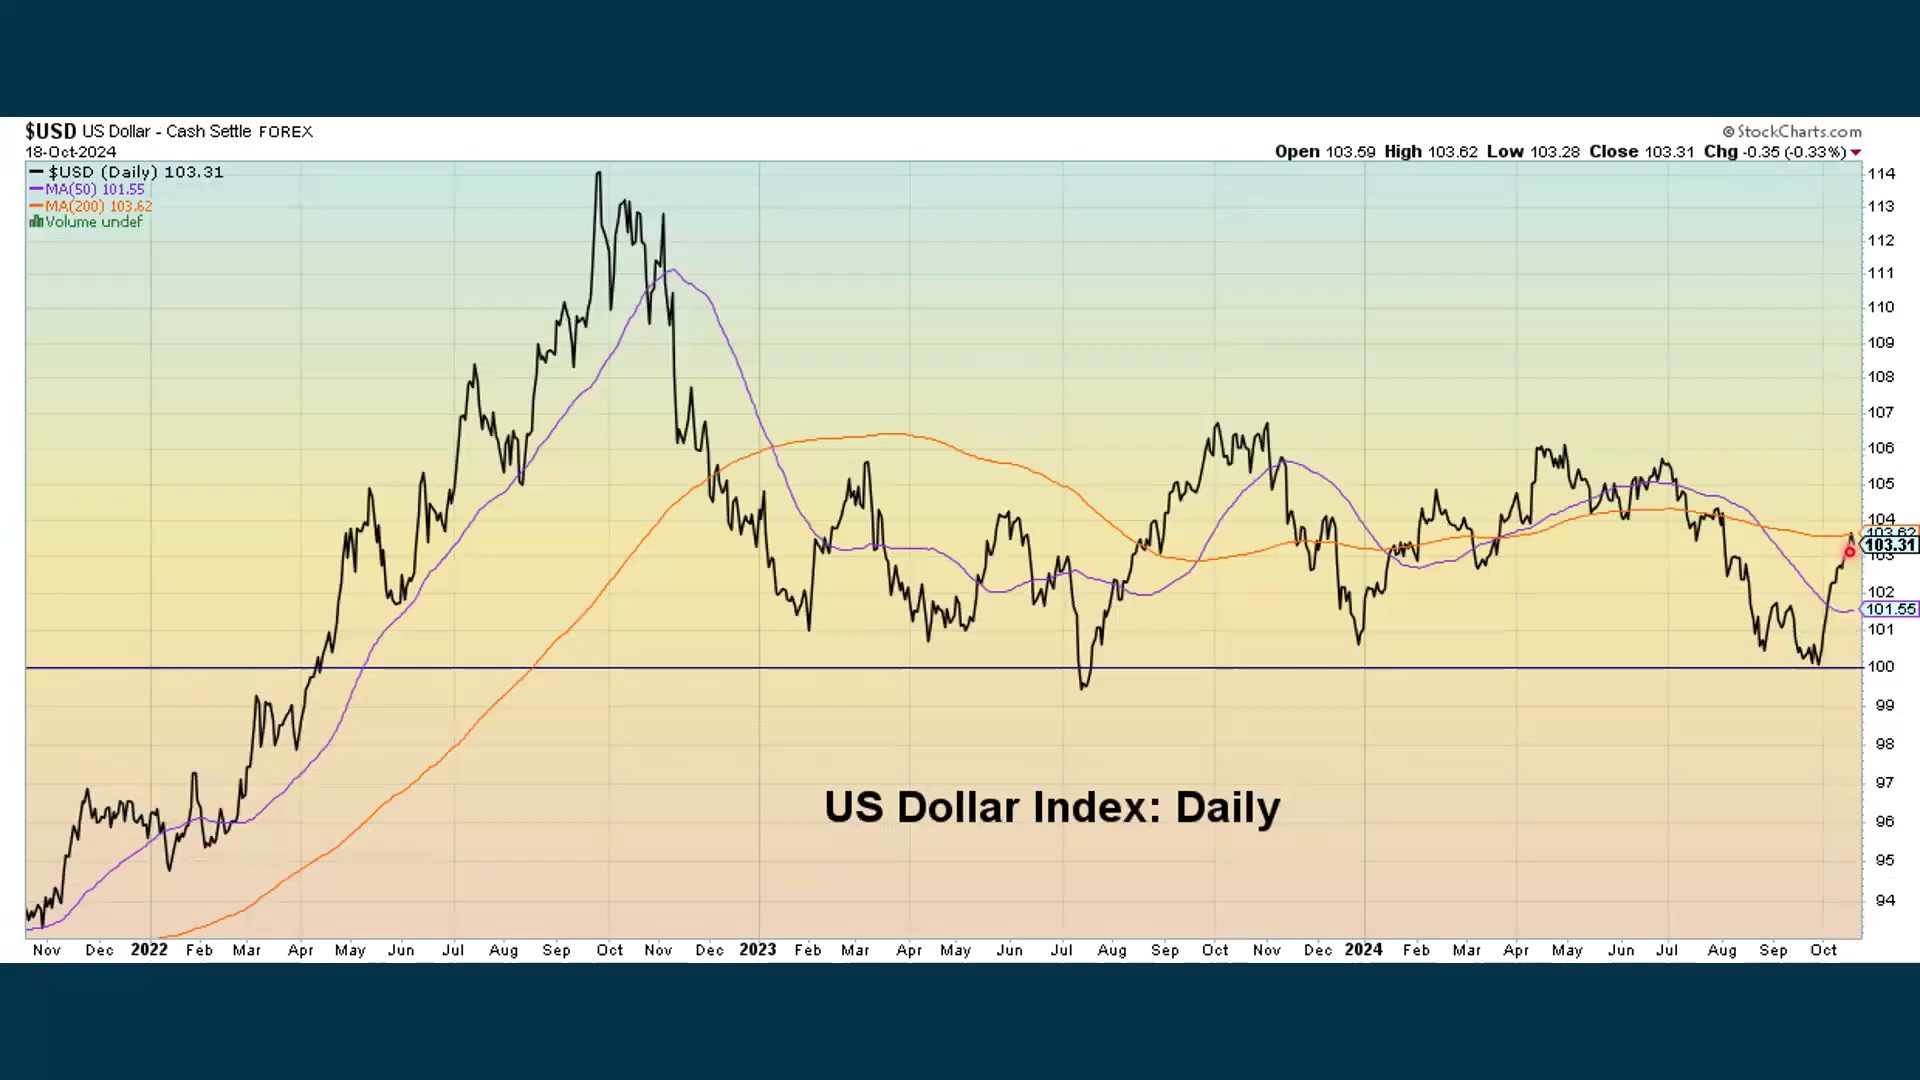 $USD US Dollar - Cash Settle FOREX
© StockCharts.com
18-Oct-2024
Open 103.59 High 103.62 Low 103.28 Close 103.31 Chg -0.35 (-0.33%)
$USD (Daily) 103.31
MA(50) 101.55
MA(200) 103.62
Volume undef
114
113
112
111
110
109
108
107
106
105
104
103.62
103.31
103
102
101.55
101
100
99
98
97
96
95
94
US Dollar Index: Daily
Nov Dec 2022 Feb Mar Apr May Jun Jul Aug Sep Oct Nov Dec 2023 Feb Mar Apr May Jun Jul Aug Sep Oct Nov Dec 2024 Feb Mar Apr May Jun Jul Aug Sep Oct